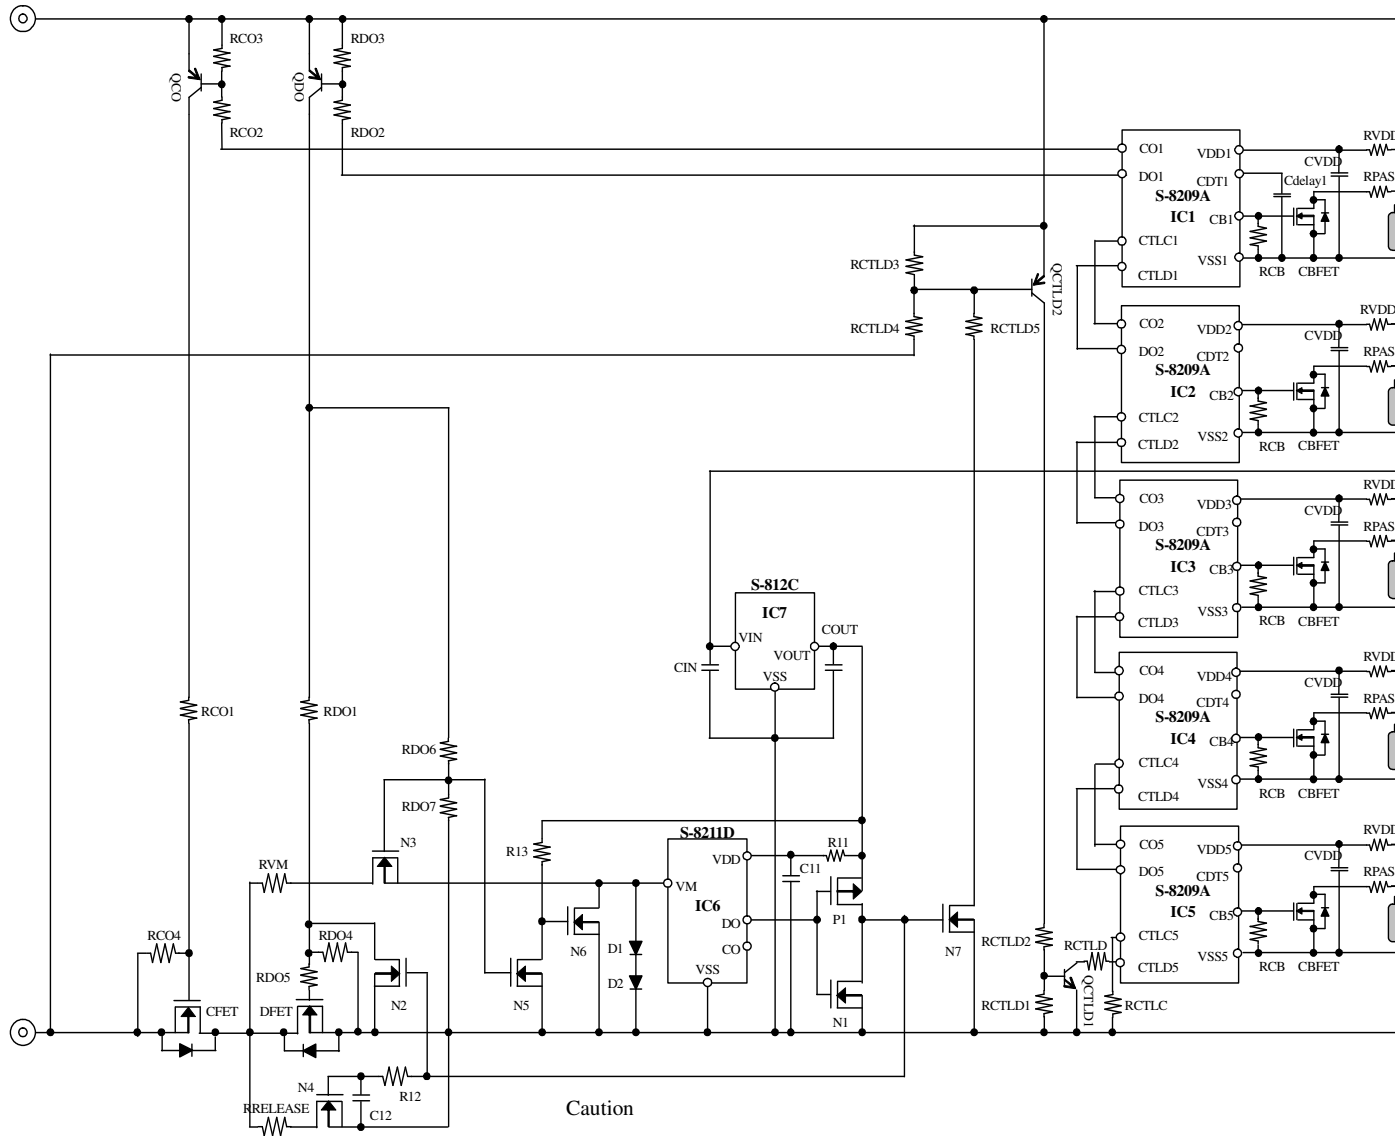 RCO3
RDO3
QCO
QDO
RCO2
RDO2
RVDD
CO1
VDD1
CVDD
DO1
CDT1
Cdelay1
RPAS
S-8209A
IC1
CB1
CTLC1
VSS1
CTLD1
RCB
CBFET
RCTLD3
QCTLD2
RCTLD4
RCTLD5
RVDD
CO2
VDD2
CVDD
DO2
CDT2
RPAS
S-8209A
IC2
CB2
CTLC2
VSS2
CTLD2
RCB
CBFET
RVDD
CO3
VDD3
CVDD
DO3
CDT3
RPAS
S-8209A
IC3
CB3
CTLC3
VSS3
CTLD3
RCB
CBFET
S-812C
IC7
VIN
VOUT
COUT
CIN
VSS
RVDD
CO4
VDD4
CVDD
DO4
CDT4
RPAS
S-8209A
IC4
CB4
CTLC4
VSS4
CTLD4
RCB
CBFET
RCO1
RDO1
RDO6
RDO7
N3
RVM
R13
S-8211D
VDD
VM
IC6
DO
CO
VSS
R11
C11
P1
N7
N6
D1
D2
N5
N2
N1
RVDD
CO5
VDD5
CVDD
DO5
CDT5
RPAS
S-8209A
IC5
CB5
CTLC5
VSS5
CTLD5
RCB
CBFET
RCO4
RDO4
RDO5
CFET
DFET
RCTLD2
RCTLD
RCTLD1
QCTLD1
RCTLC
N4
R12
RRELEASE
C12
Caution